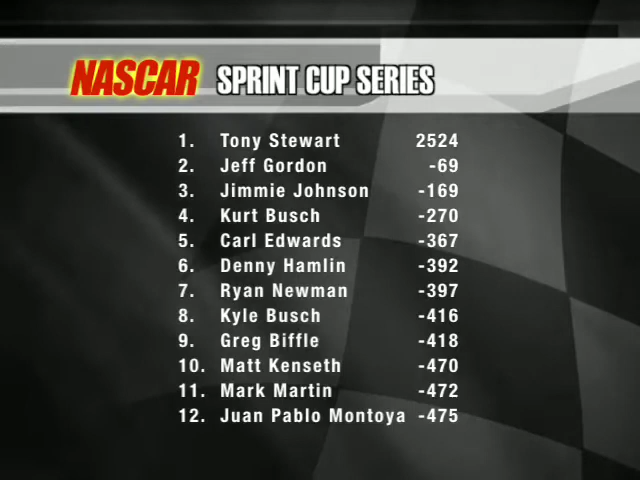 NASCAR SPRINT CUP SERIES
1. Tony Stewart 2524
2. Jeff Gordon -69
3. Jimmie Johnson -169
4. Kurt Busch -270
5. Carl Edwards -367
6. Denny Hamlin -392
7. Ryan Newman -397
8. Kyle Busch -416
9. Greg Biffle -418
10. Matt Kenseth -470
11. Mark Martin -472
12. Juan Pablo Montoya -475